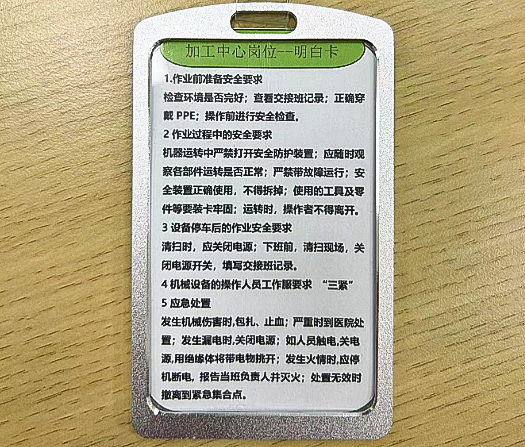 加工中心岗位--明白卡
1.作业前准备安全要求
检查环境是否完好；查看交接班记录；正确穿
戴 PPE；操作前进行安全检查。
2 作业过程中的安全要求
机器运转中严禁打开安全防护装置；应随时观
察各部件运转是否正常；严禁带故障运行；安
全装置正确使用，不得拆掉；使用的工具及零
件等要装卡牢固；运转时，操作者不得离开。
3 设备停车后的作业安全要求
清扫时，应关闭电源；下班前，清扫现场，关
闭电源开关，填写交接班记录。
4 机械设备的操作人员工作服要求 “三紧”
5 应急处置
发生机械伤害时,包扎、止血；严重时到医院处
置；发生漏电时,关闭电源；如人员触电,关电
源,用绝缘体将带电物挑开；发生火情时,应停
机断电，报告当班负责人并灭火；处置无效时
撤离到紧急集合点。